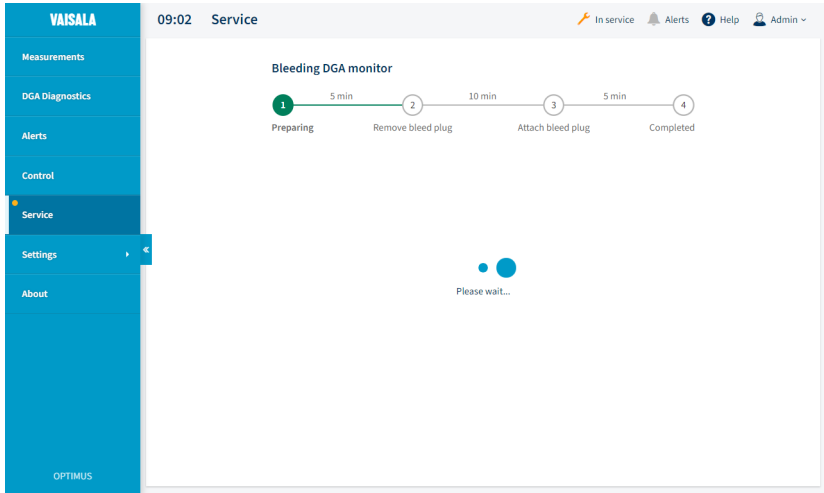 VAISALA
09:02 Service
In service Alerts ? Help Admin
Measurements
DGA Diagnostics
Alerts
Control
Service
Settings
About
OPTIMUS
Bleeding DGA monitor
5 min 10 min 5 min
1 2 3 4
Preparing Remove bleed plug Attach bleed plug Completed
Please wait...